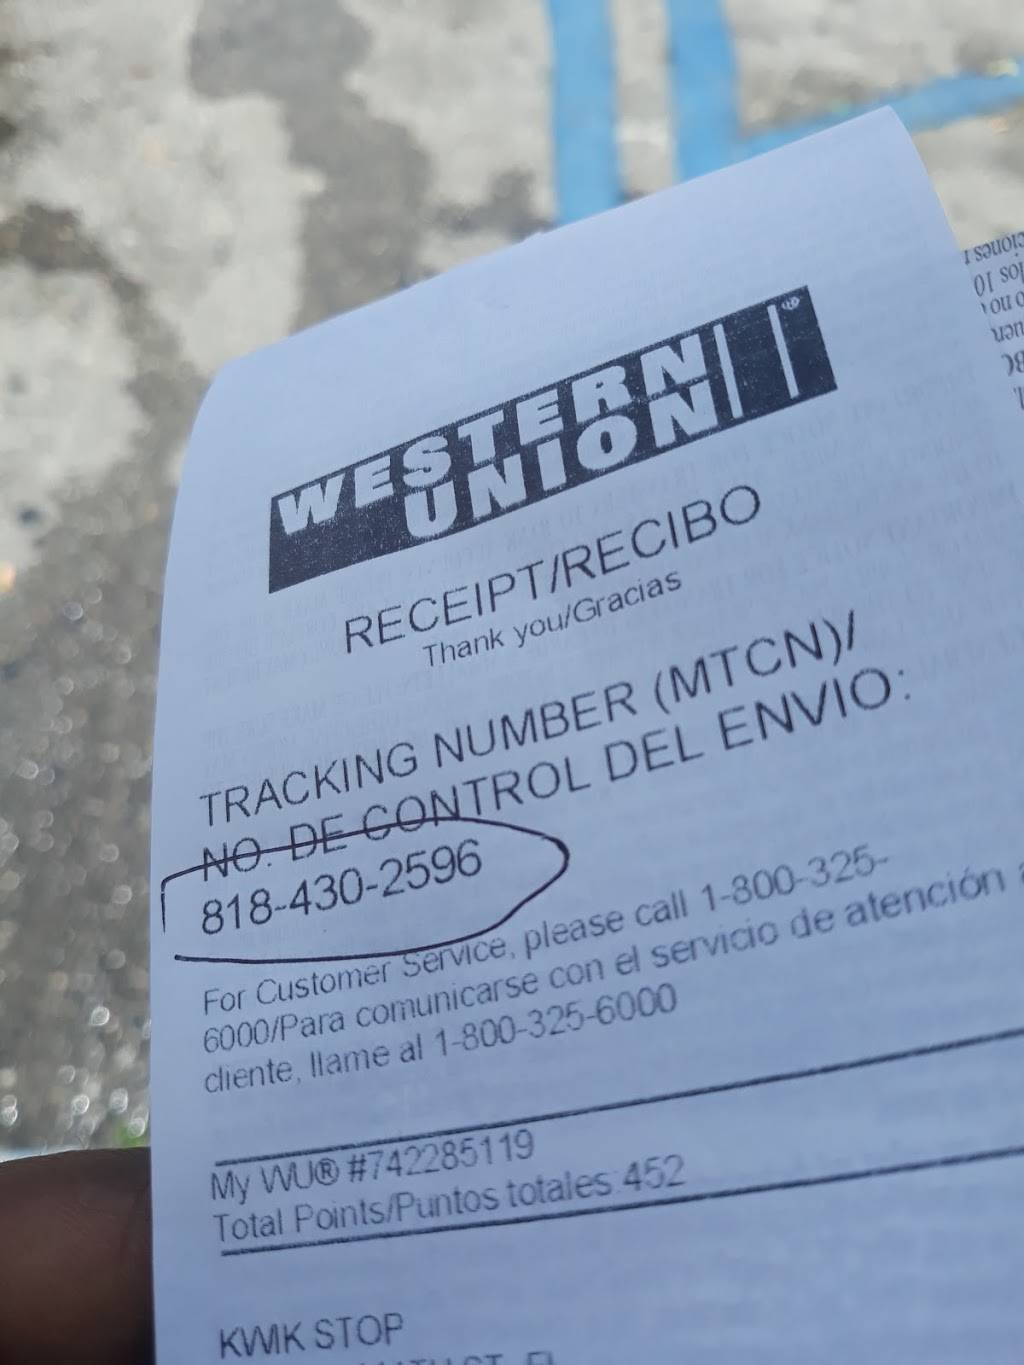 WESTERN
UNION
RECEIPT/RECIBO
Thank you/Gracias
TRACKING NUMBER (MTCN)/
NO. DE CONTROL DEL ENVIO:
818-430-2596
For Customer Service, please call 1-800-325-
6000/Para comunicarse con el servicio de atención a
cliente, llame al 1-800-325-6000
My WU® #742285119
Total Points/Puntos totales 452
KWIK STOP